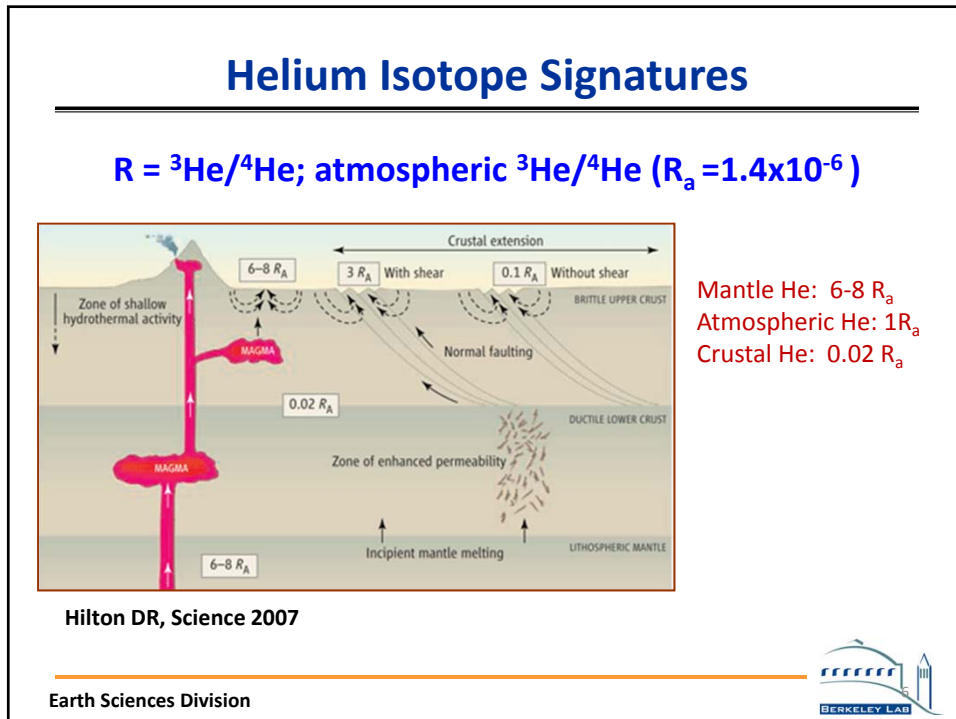 Helium Isotope Signatures
R = ³He/⁴He; atmospheric ³He/⁴He (Rₐ =1.4x10⁻⁶ )
Crustal extension
6–8 R_A
3 R_A With shear
0.1 R_A Without shear
Zone of shallow
hydrothermal activity
BRITTLE UPPER CRUST
MAGMA
Normal faulting
0.02 R_A
DUCTILE LOWER CRUST
Zone of enhanced permeability
MAGMA
Incipient mantle melting
LITHOSPHERIC MANTLE
6–8 R_A
Mantle He: 6-8 Rₐ
Atmospheric He: 1Rₐ
Crustal He: 0.02 Rₐ
Hilton DR, Science 2007
Earth Sciences Division
6
BERKELEY LAB